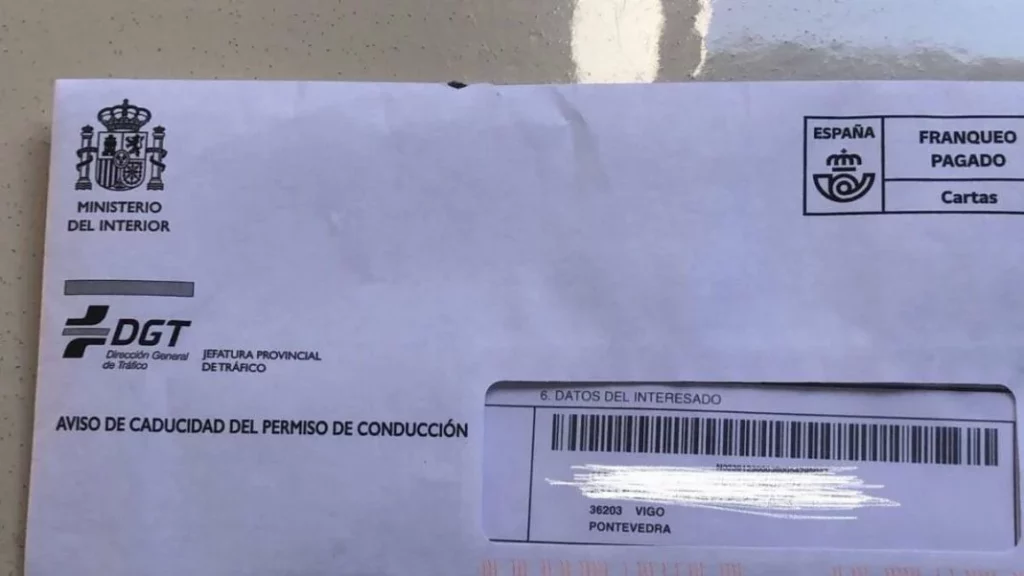 MINISTERIO
DEL INTERIOR
ESPAÑA
FRANQUEO
PAGADO
Cartas
DGT
Dirección General
de Tráfico
JEFATURA PROVINCIAL
DE TRÁFICO
AVISO DE CADUCIDAD DEL PERMISO DE CONDUCCIÓN
6. DATOS DEL INTERESADO
36203 VIGO
PONTEVEDRA